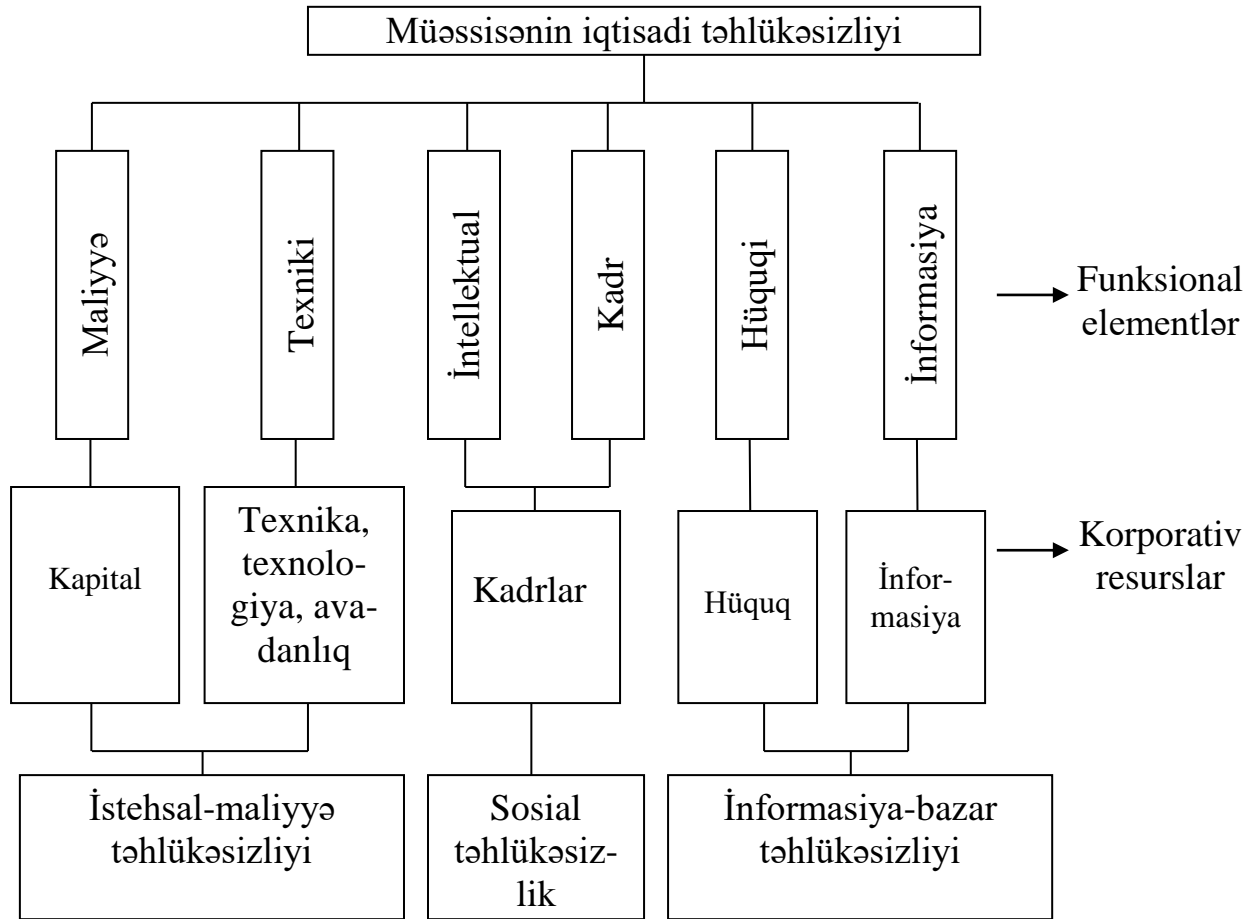 Müəssisənin iqtisadi təhlükəsizliyi
Maliyyə
Texniki
İntellektual
Kadr
Hüquqi
İnformasiya
Funksional
elementlər
Kapital
Texnika,
texnolo-
giya, ava-
danlıq
Kadrlar
Hüquq
İnfor-
masiya
Korporativ
resurslar
İstehsal-maliyyə
təhlükəsizliyi
Sosial
təhlükəsiz-
lik
İnformasiya-bazar
təhlükəsizliyi